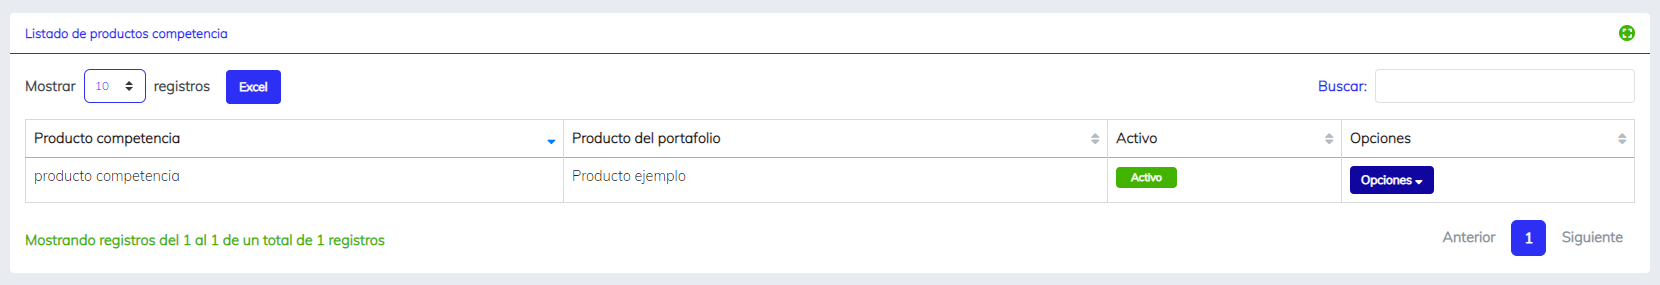 Listado de productos competencia
Mostrar 10 registros Excel Buscar:
Producto competencia Producto del portafolio Activo Opciones
producto competencia Producto ejemplo Activo Opciones
Mostrando registros del 1 al 1 de un total de 1 registros Anterior 1 Siguiente